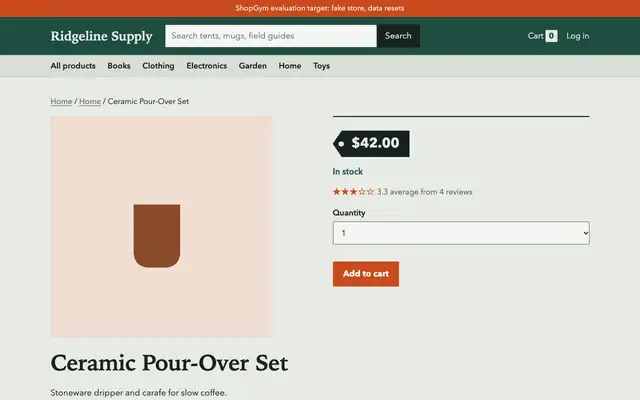 ShopGym evaluation target: fake store, data resets
Ridgeline Supply
Search tents, mugs, field guides
Search
Cart 0
Log in
All products
Books
Clothing
Electronics
Garden
Home
Toys
Home / Home / Ceramic Pour-Over Set
$42.00
In stock
★★★☆☆ 3.3 average from 4 reviews
Quantity
1
Add to cart
Ceramic Pour-Over Set
Stoneware dripper and carafe for slow coffee.